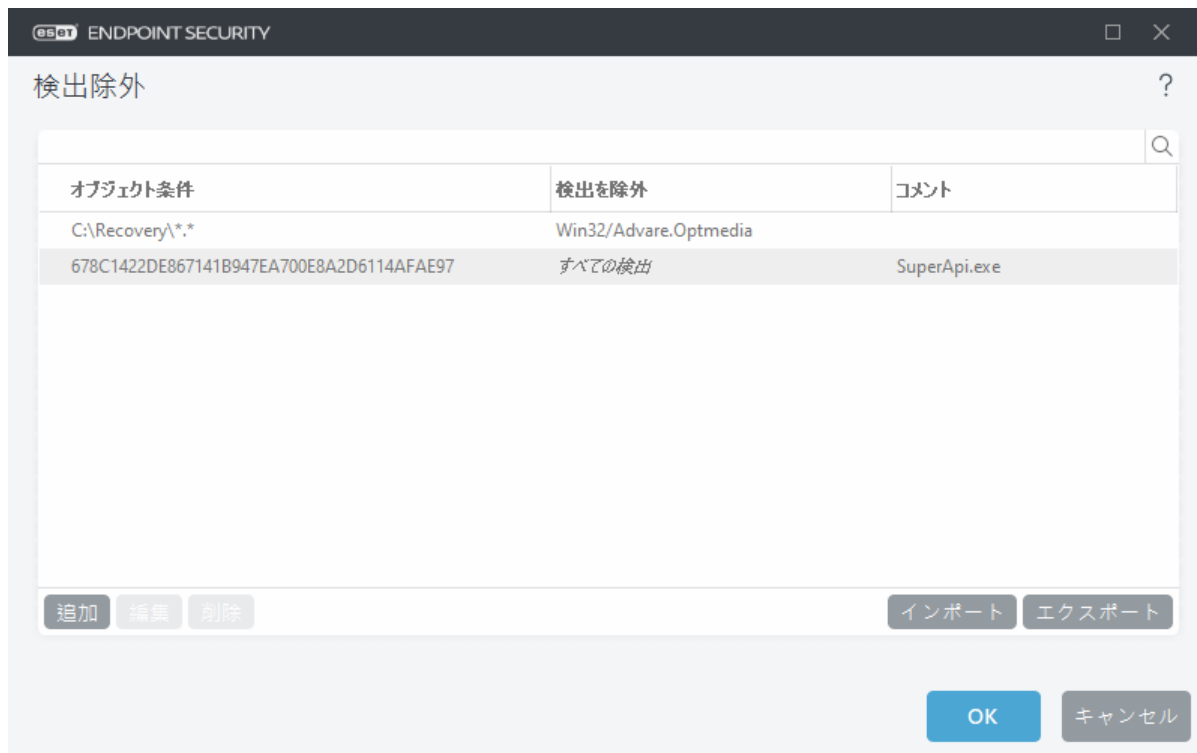 eset ENDPOINT SECURITY
検出除外
?
オブジェクト条件 検出を除外 コメント
C:\Recovery\*.* Win32/Advare.Optmedia
678C1422DE867141B947EA700E8A2D6114AFAE97 すべての検出 SuperApi.exe
追加 編集 削除 インポート エクスポート
OK キャンセル